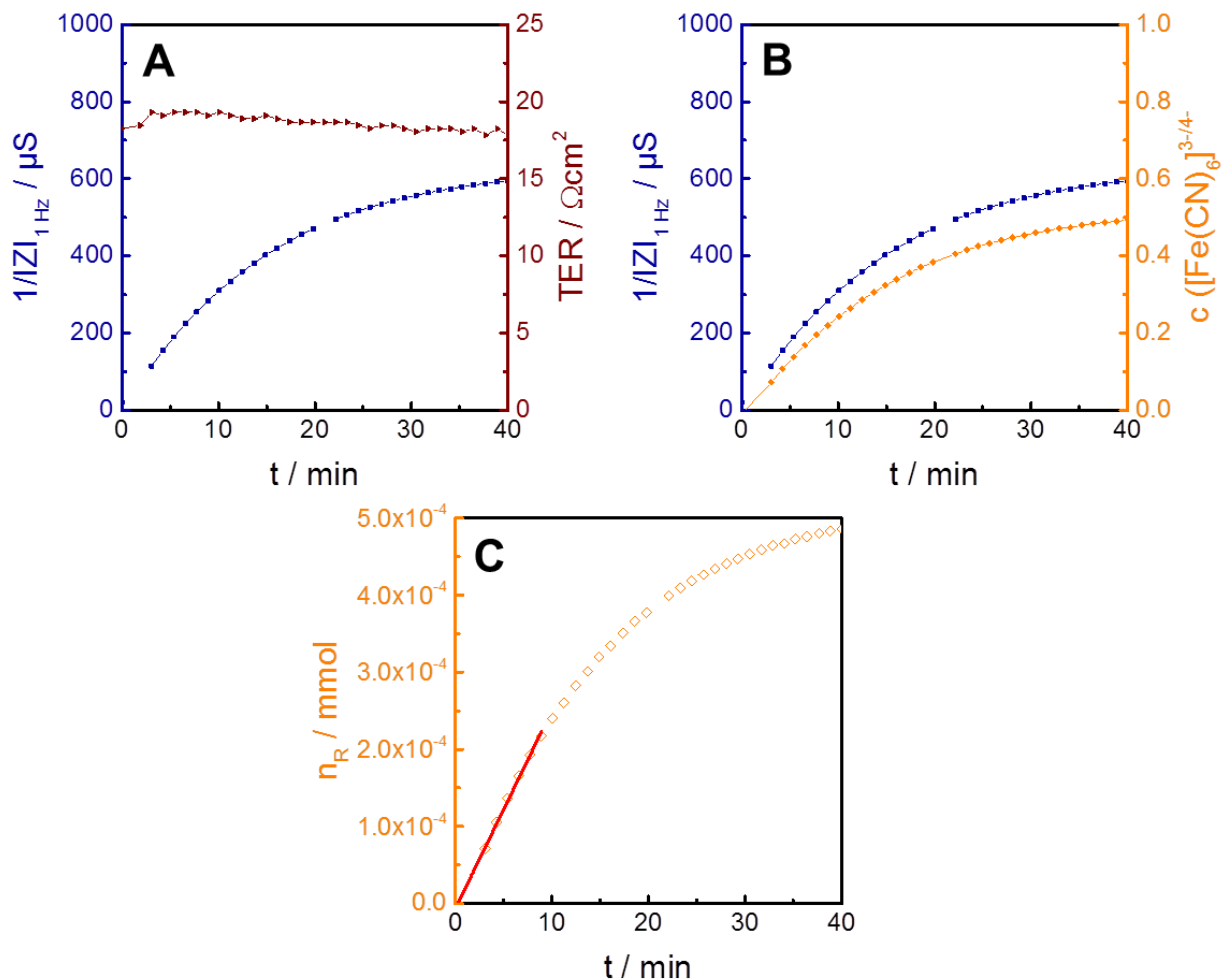 A
1/IZI1 Hz / µS
1000
800
600
400
200
0
0
10
20
30
40
t / min
25
20
15
10
5
0
TER / Ωcm²
B
1/IZI1 Hz / µS
1000
800
600
400
200
0
0
10
20
30
40
t / min
1.0
0.8
0.6
0.4
0.2
0.0
c ([Fe(CN)6]3-/4-
C
nR / mmol
5.0x10-4
4.0x10-4
3.0x10-4
2.0x10-4
1.0x10-4
0.0
0
10
20
30
40
t / min